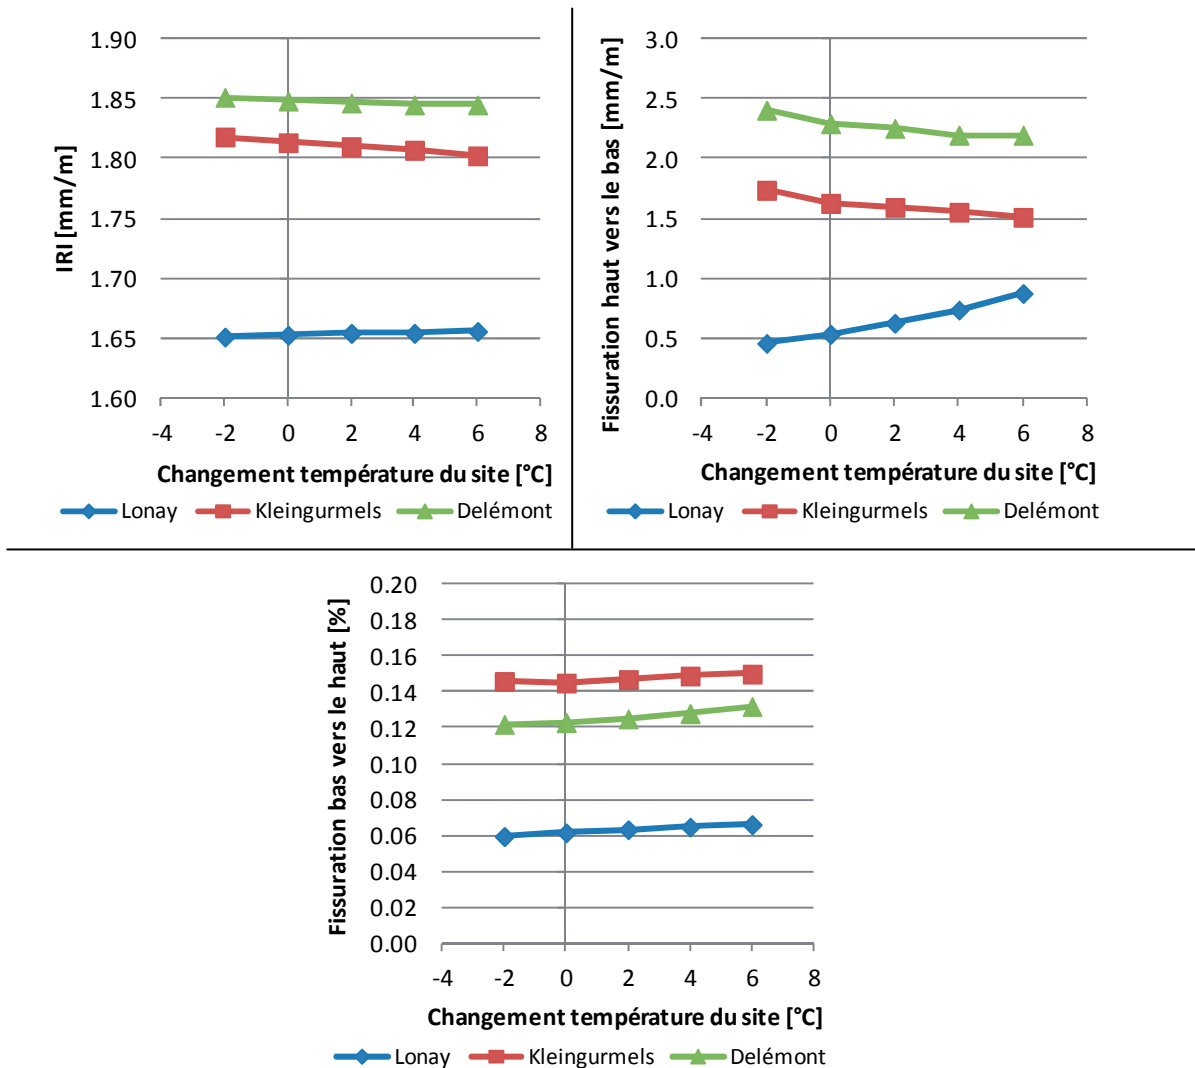 IRI [mm/m]
1.90
1.85
1.80
1.75
1.70
1.65
1.60
-4 -2 0 2 4 6 8
Changement température du site [°C]
Lonay Kleingurmels Delémont
Fissuration haut vers le bas [mm/m]
3.0
2.5
2.0
1.5
1.0
0.5
0.0
-4 -2 0 2 4 6 8
Changement température du site [°C]
Lonay Kleingurmels Delémont
Fissuration bas vers le haut [%]
0.20
0.18
0.16
0.14
0.12
0.10
0.08
0.06
0.04
0.02
0.00
-4 -2 0 2 4 6 8
Changement température du site [°C]
Lonay Kleingurmels Delémont